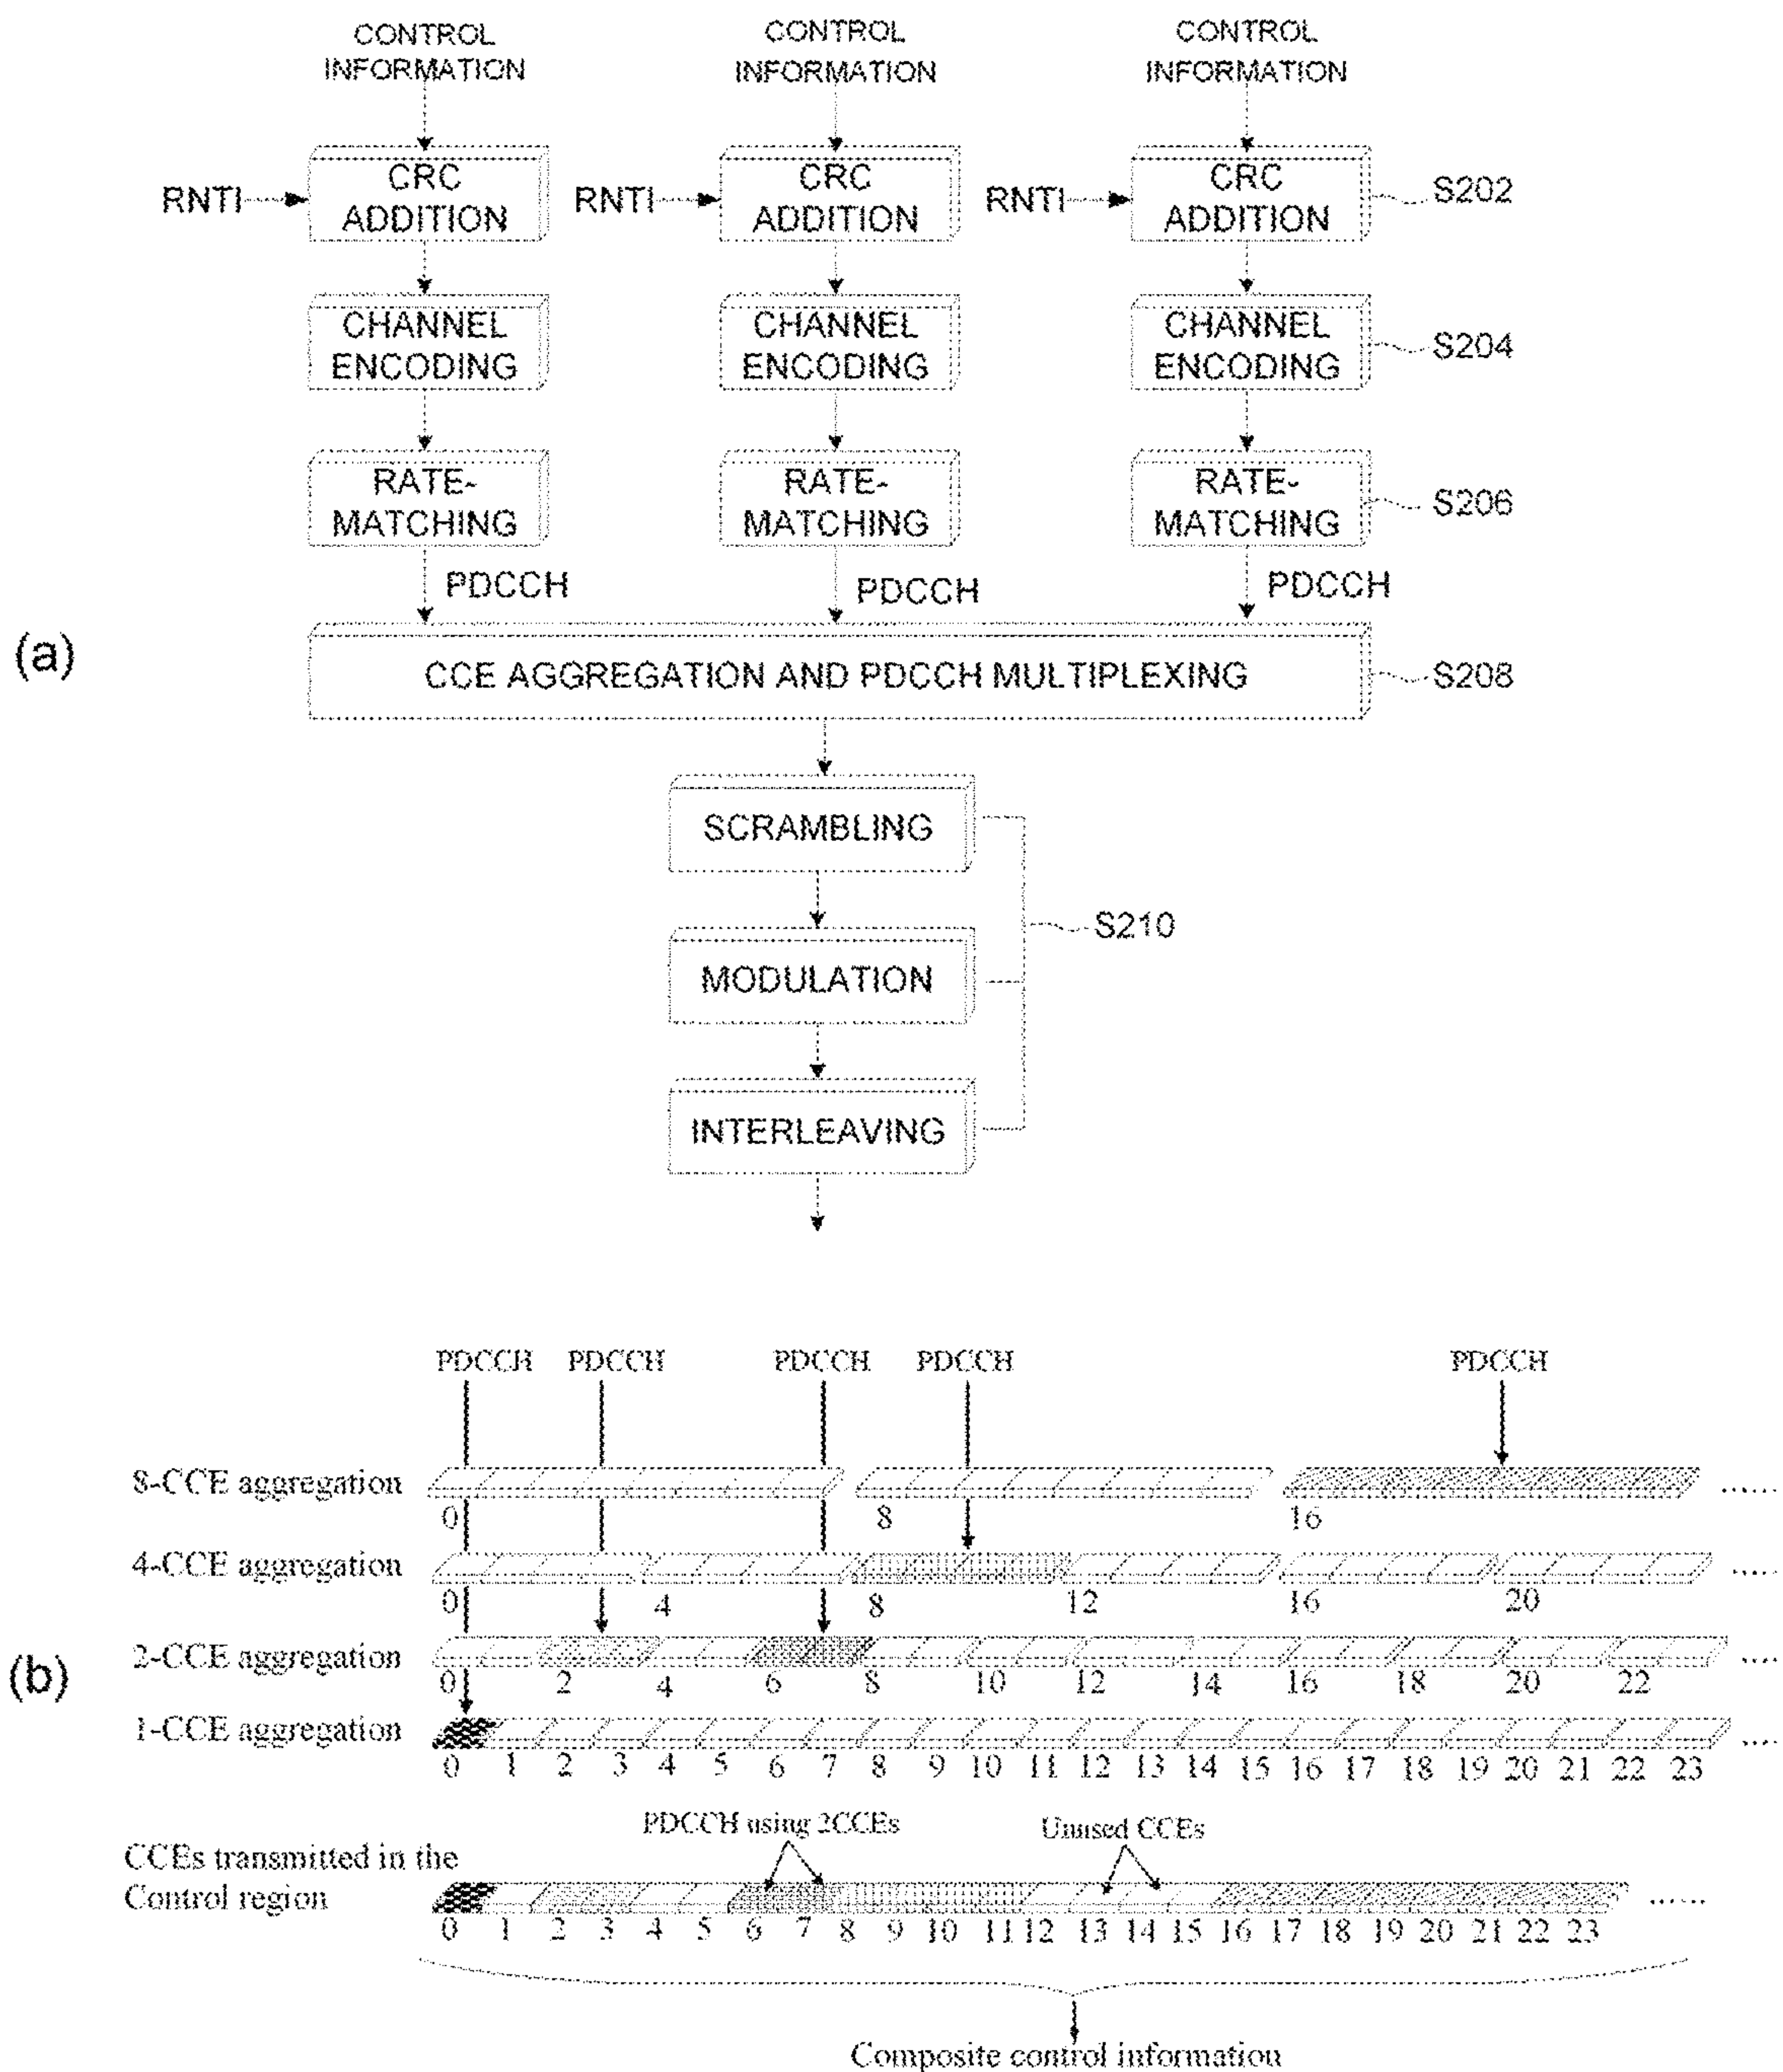 CONTROL INFORMATION
CONTROL INFORMATION
CONTROL INFORMATION
RNTI
CRC ADDITION
RNTI
CRC ADDITION
RNTI
CRC ADDITION
S202
CHANNEL ENCODING
CHANNEL ENCODING
CHANNEL ENCODING
S204
RATE-MATCHING
RATE-MATCHING
RATE-MATCHING
S206
PDCCH
PDCCH
PDCCH
(a)
CCE AGGREGATION AND PDCCH MULTIPLEXING
S208
SCRAMBLING
MODULATION
S210
INTERLEAVING
PDCCH PDCCH PDCCH PDCCH PDCCH
8-CCE aggregation
0 8 16
4-CCE aggregation
0 4 8 12 16 20
(b)
2-CCE aggregation
0 2 4 6 8 10 12 14 16 18 20 22
1-CCE aggregation
0 1 2 3 4 5 6 7 8 9 10 11 12 13 14 15 16 17 18 19 20 21 22 23
PDCCH using 2CCEs
Unused CCEs
CCEs transmitted in the
Control region
0 1 2 3 4 5 6 7 8 9 10 11 12 13 14 15 16 17 18 19 20 21 22 23
Composite control information